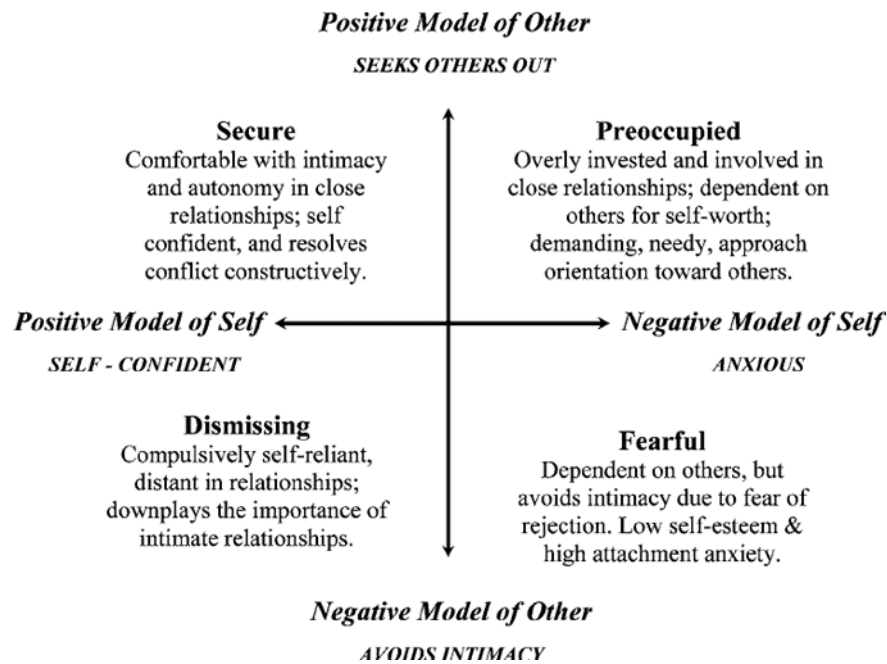 Positive Model of Other
SEEKS OTHERS OUT
Secure
Comfortable with intimacy
and autonomy in close
relationships; self
confident, and resolves
conflict constructively.
Preoccupied
Overly invested and involved in
close relationships; dependent on
others for self-worth;
demanding, needy, approach
orientation toward others.
Positive Model of Self
SELF - CONFIDENT
Negative Model of Self
ANXIOUS
Dismissing
Compulsively self-reliant,
distant in relationships;
downplays the importance of
intimate relationships.
Fearful
Dependent on others, but
avoids intimacy due to fear of
rejection. Low self-esteem &
high attachment anxiety.
Negative Model of Other
AVOIDS INTIMACY